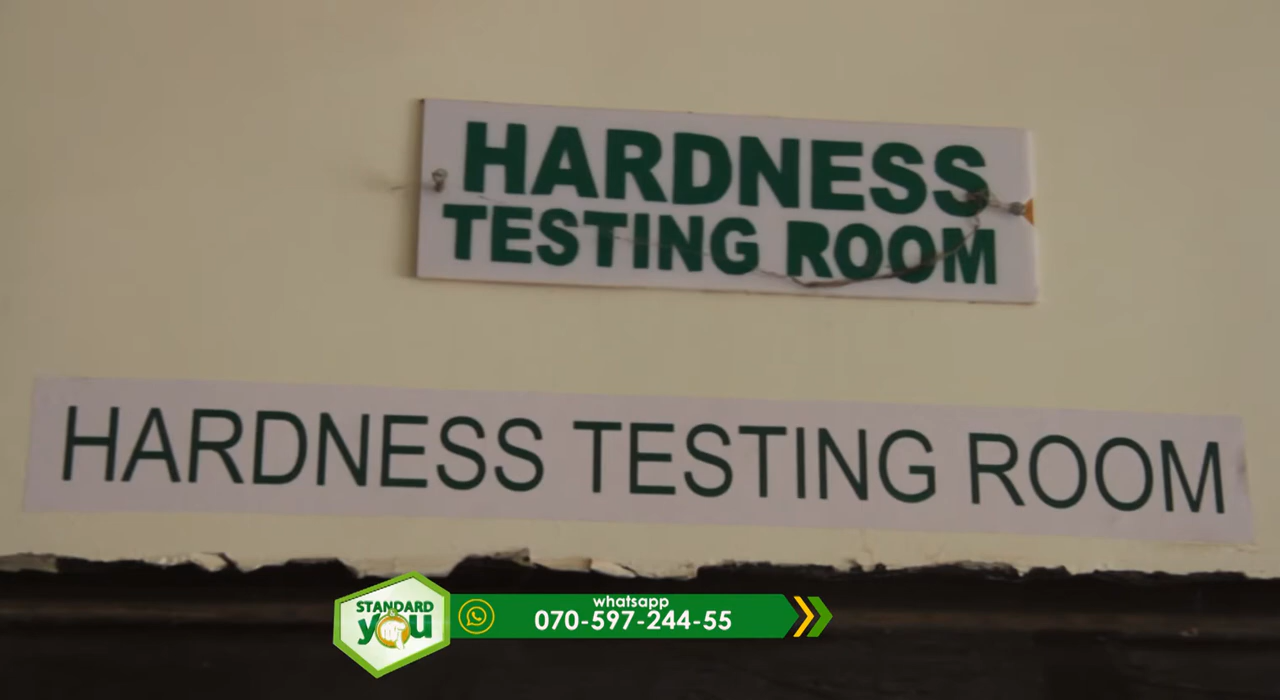 HARDNESS
TESTING ROOM
HARDNESS TESTING ROOM
STANDARD
you
whatsapp
070-597-244-55